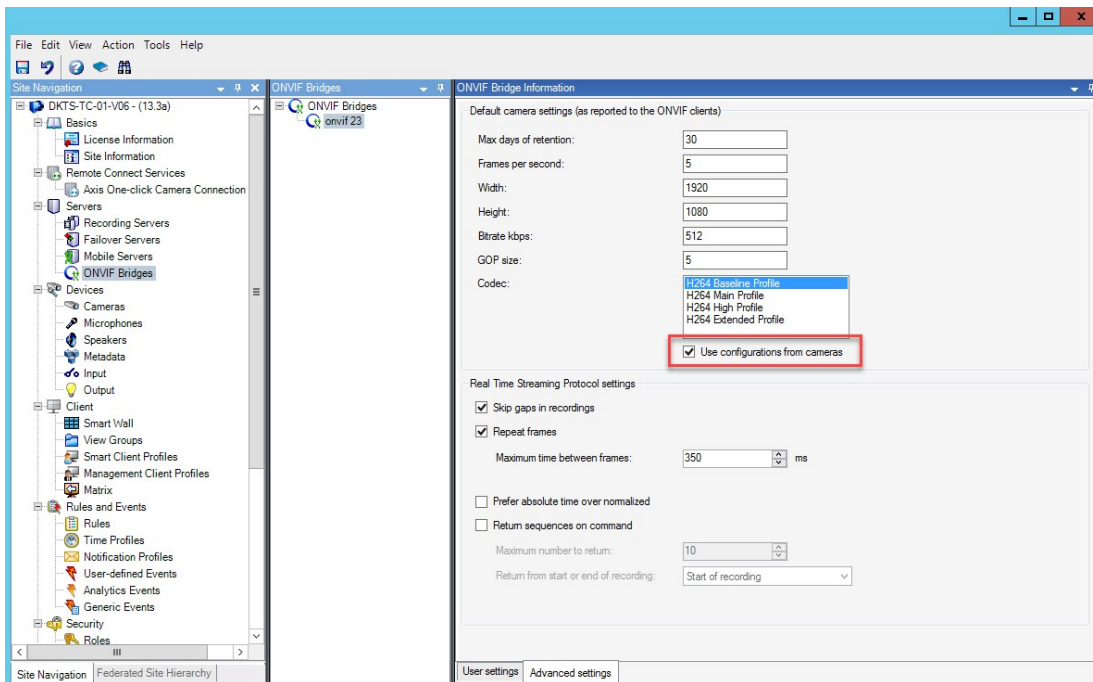 File Edit View Action Tools Help
Site Navigation
DKTS-TC-01-V06 - (13.3a)
Basics
License Information
Site Information
Remote Connect Services
Axis One-click Camera Connection
Servers
Recording Servers
Failover Servers
Mobile Servers
ONVIF Bridges
Devices
Cameras
Microphones
Speakers
Metadata
Input
Output
Client
Smart Wall
View Groups
Smart Client Profiles
Management Client Profiles
Matrix
Rules and Events
Rules
Time Profiles
Notification Profiles
User-defined Events
Analytics Events
Generic Events
Security
Roles
Site Navigation Federated Site Hierarchy
ONVIF Bridges
ONVIF Bridges
onvif 23
ONVIF Bridge Information
Default camera settings (as reported to the ONVIF clients)
Max days of retention: 30
Frames per second: 5
Width: 1920
Height: 1080
Bitrate kbps: 512
GOP size: 5
Codec: H264 Baseline Profile
H264 Main Profile
H264 High Profile
H264 Extended Profile
Use configurations from cameras
Real Time Streaming Protocol settings
Skip gaps in recordings
Repeat frames
Maximum time between frames: 350 ms
Prefer absolute time over normalized
Return sequences on command
Maximum number to return: 10
Return from start or end of recording: Start of recording
User settings Advanced settings